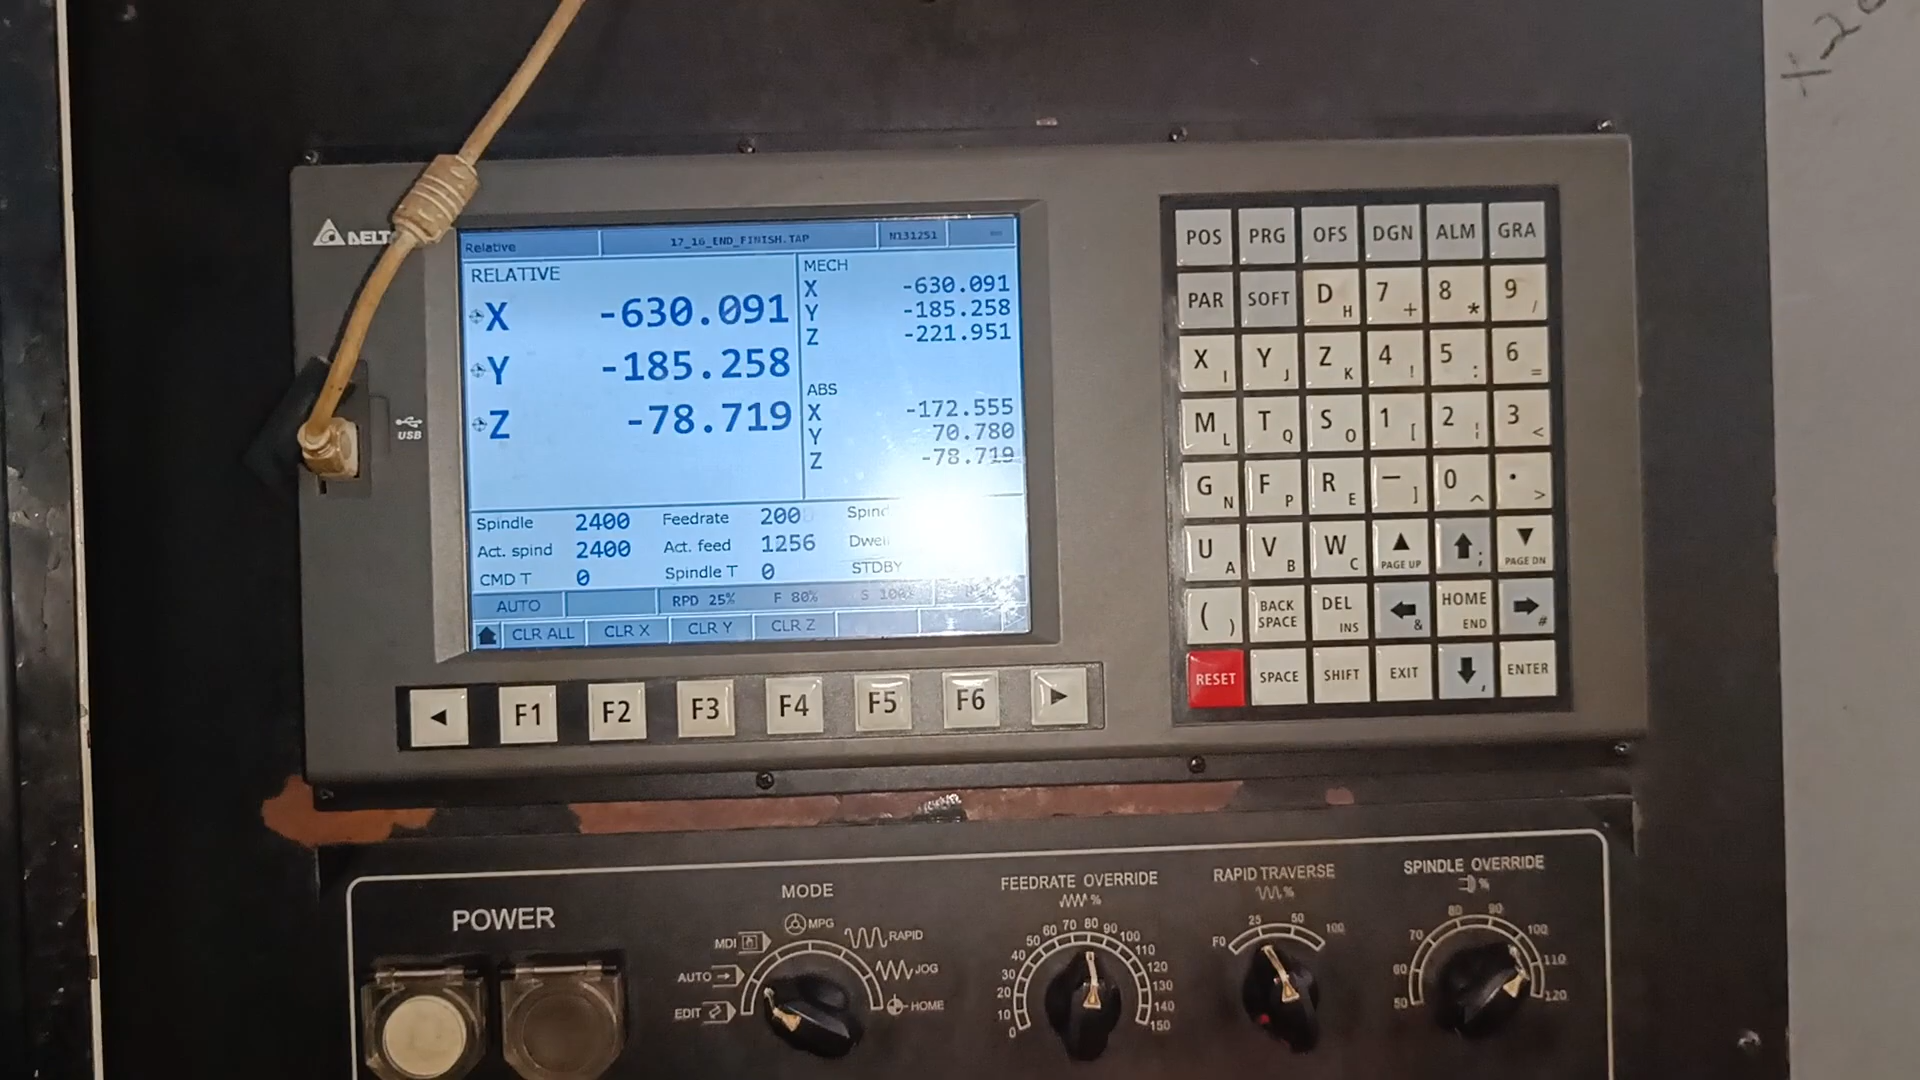 +20
DELT
USB
Relative 17_16_END_FINISH.TAP N131251
RELATIVE
X -630.091
Y -185.258
Z -78.719
MECH
X -630.091
Y -185.258
Z -221.951
ABS
X -172.555
Y 70.780
Z -78.719
Spindle 2400 Feedrate 2000
Act. spind 2400 Act. feed 1256 Dwell
CMD T 0 Spindle T 0 STDBY
AUTO RPD 25% F 80% S 100%
CLR ALL CLR X CLR Y CLR Z
F1 F2 F3 F4 F5 F6
POS PRG OFS DGN ALM GRA
PAR SOFT D H 7 + 8 * 9 /
X I Y J Z K 4 ! 5 : 6 =
M L T Q S O 1 [ 2 ¦ 3 <
G N F P R E – ] 0 ^ . >
U A V B W C PAGE UP ; PAGE DN
( ) BACK SPACE DEL INS & HOME END #
RESET SPACE SHIFT EXIT , ENTER
POWER
MODE
EDIT AUTO MDI MPG RAPID JOG HOME
FEEDRATE OVERRIDE
%
0 10 20 30 40 50 60 70 80 90 100 110 120 130 140 150
RAPID TRAVERSE
%
F0 25 50 100
SPINDLE OVERRIDE
%
50 60 70 80 90 100 110 120